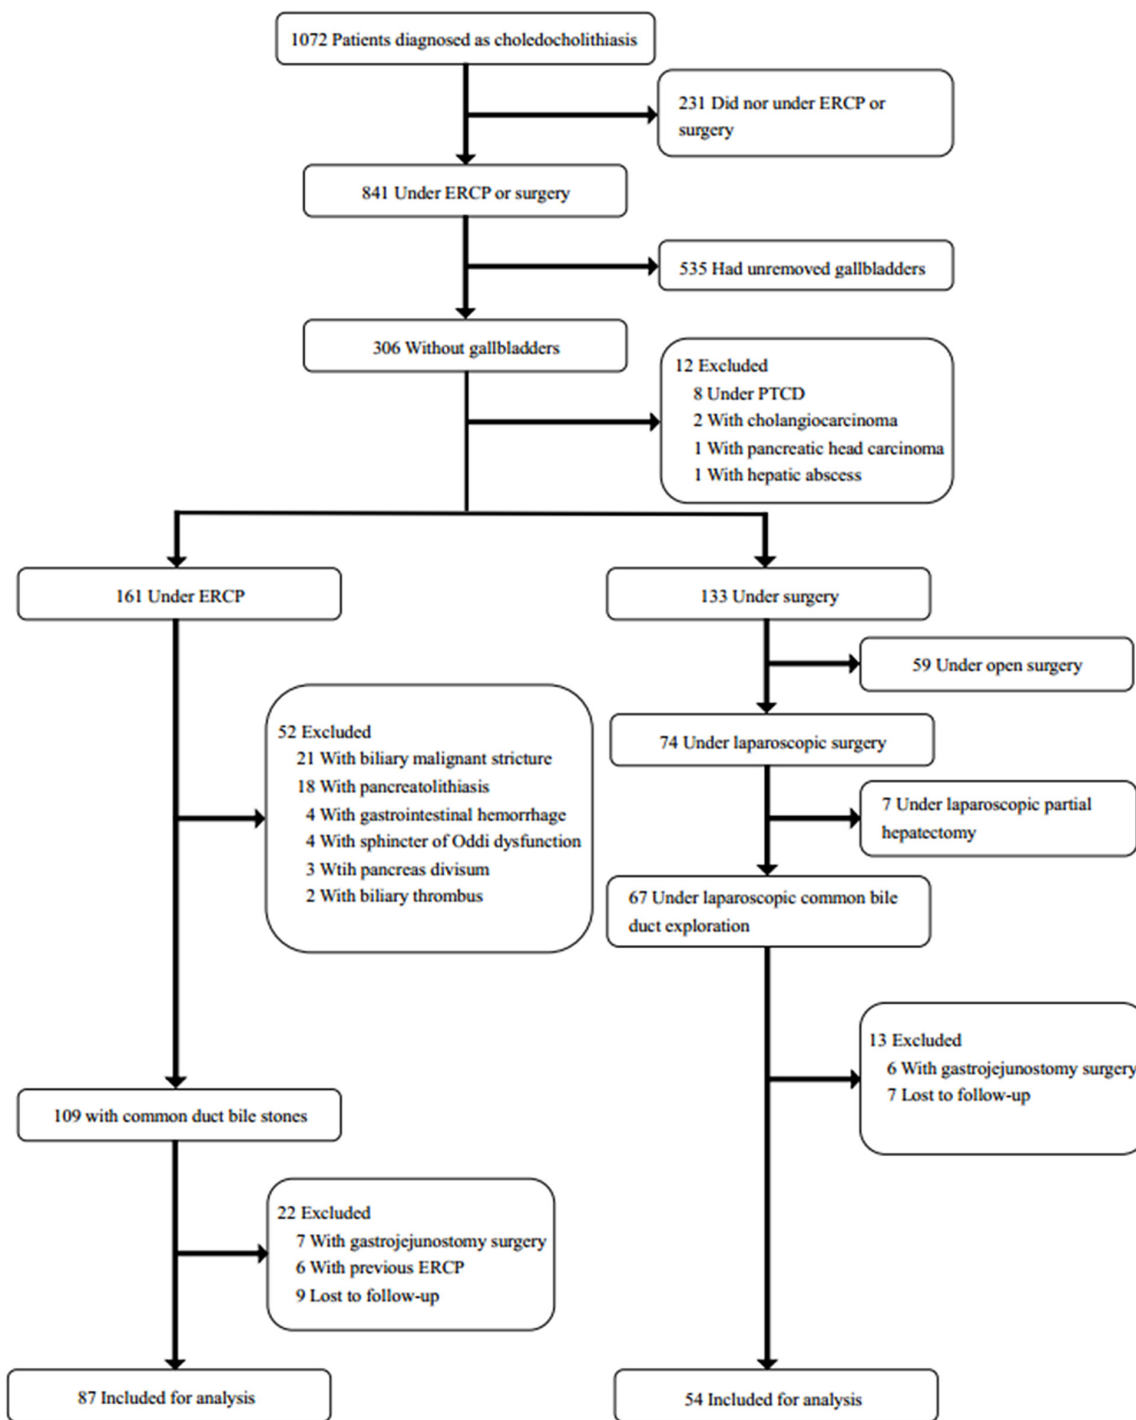 1072 Patients diagnosed as choledocholithiasis
231 Did nor under ERCP or
surgery
841 Under ERCP or surgery
535 Had unremoved gallbladders
306 Without gallbladders
12 Excluded
8 Under PTCD
2 With cholangiocarcinoma
1 With pancreatic head carcinoma
1 With hepatic abscess
161 Under ERCP
133 Under surgery
59 Under open surgery
52 Excluded
21 With biliary malignant stricture
18 With pancreatolithiasis
4 With gastrointestinal hemorrhage
4 With sphincter of Oddi dysfunction
3 Wtih pancreas divisum
2 With biliary thrombus
74 Under laparoscopic surgery
7 Under laparoscopic partial
hepatectomy
67 Under laparoscopic common bile
duct exploration
13 Excluded
6 With gastrojejunostomy surgery
7 Lost to follow-up
109 with common duct bile stones
22 Excluded
7 With gastrojejunostomy surgery
6 With previous ERCP
9 Lost to follow-up
87 Included for analysis
54 Included for analysis